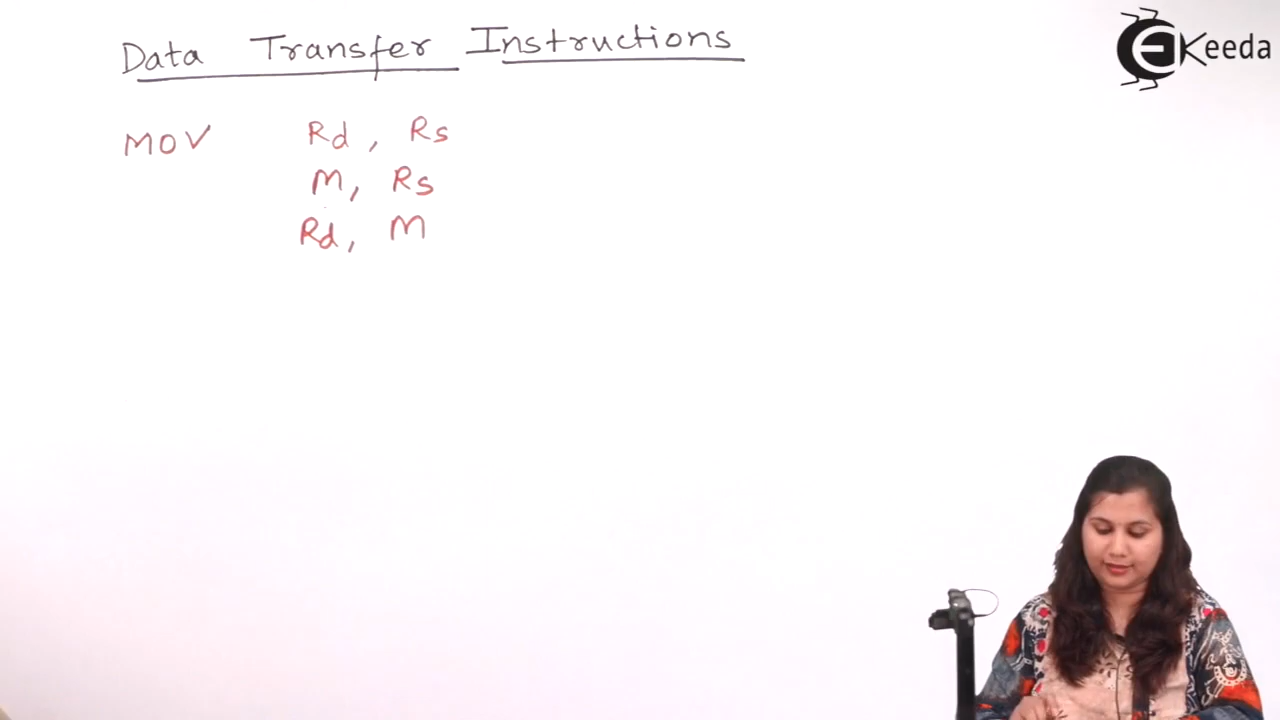 Data Transfer Instructions
EKeeda
MOV Rd, Rs
M, Rs
Rd, M